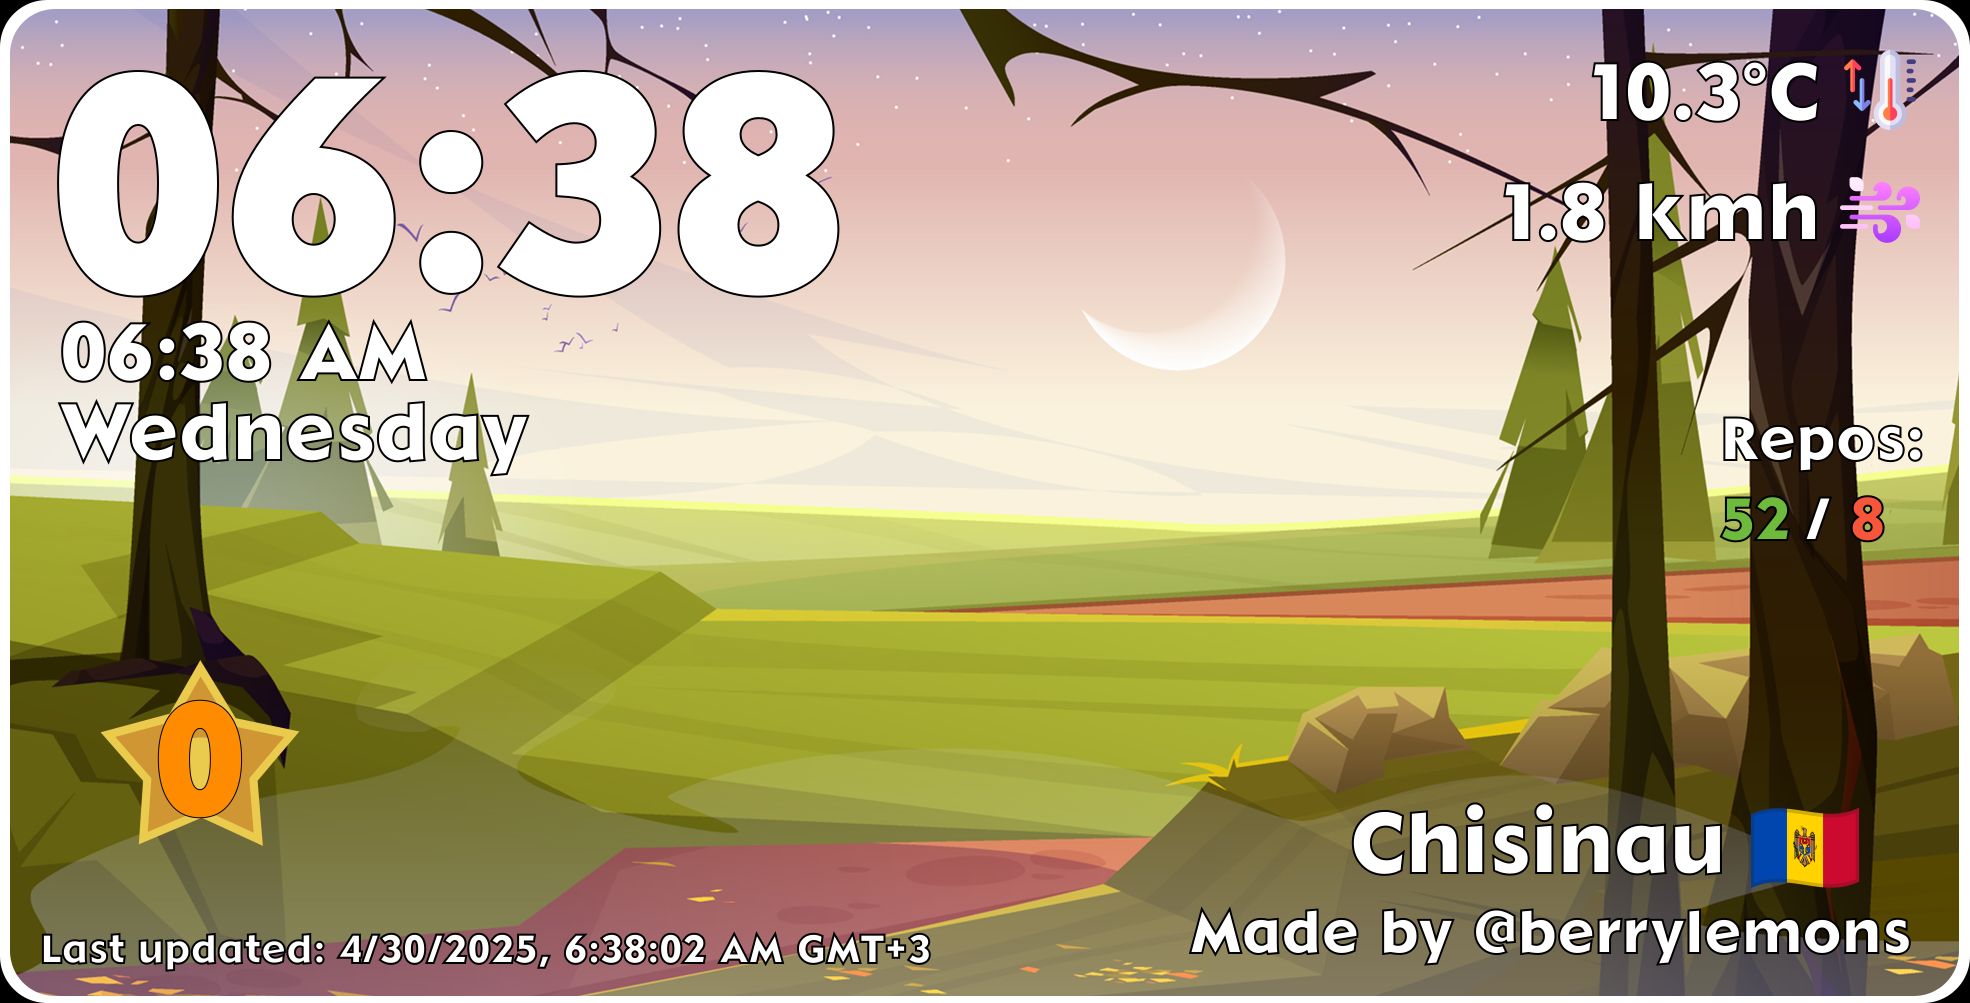 06:38
06:38 AM
Wednesday
10.3°C
1.8 kmh
Repos:
52 / 8
0
Chisinau
Made by @berrylemons
Last updated: 4/30/2025, 6:38:02 AM GMT+3